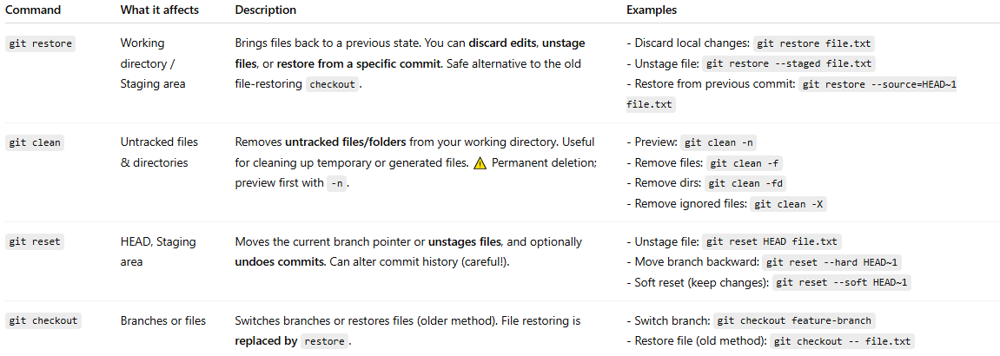 Command What it affects Description Examples
git restore
Working
directory /
Staging area
Brings files back to a previous state. You can discard edits, unstage
files, or restore from a specific commit. Safe alternative to the old
file-restoring checkout.
- Discard local changes: git restore file.txt
- Unstage file: git restore --staged file.txt
- Restore from previous commit: git restore --source=HEAD~1
file.txt
git clean
Untracked files
& directories
Removes untracked files/folders from your working directory. Useful
for cleaning up temporary or generated files. ⚠️ Permanent deletion;
preview first with -n.
- Preview: git clean -n
- Remove files: git clean -f
- Remove dirs: git clean -fd
- Remove ignored files: git clean -X
git reset
HEAD, Staging
area
Moves the current branch pointer or unstages files, and optionally
undoes commits. Can alter commit history (careful!).
- Unstage file: git reset HEAD file.txt
- Move branch backward: git reset --hard HEAD~1
- Soft reset (keep changes): git reset --soft HEAD~1
git checkout
Branches or files
Switches branches or restores files (older method). File restoring is
replaced by restore.
- Switch branch: git checkout feature-branch
- Restore file (old method): git checkout -- file.txt